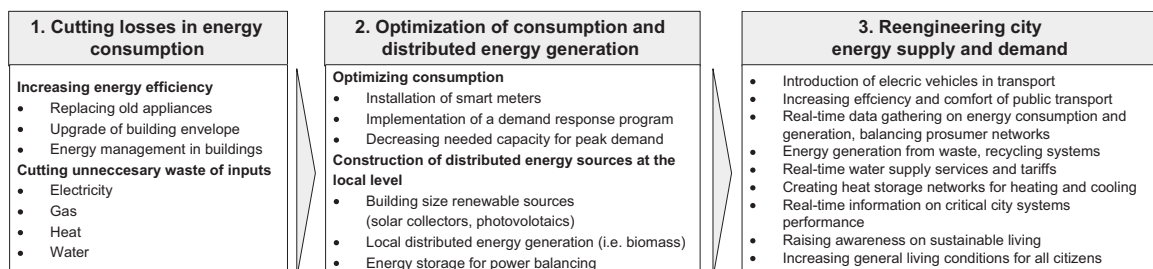 1. Cutting losses in energy
consumption
Increasing energy efficiency
• Replacing old appliances
• Upgrade of building envelope
• Energy management in buildings
Cutting unneccesary waste of inputs
• Electricity
• Gas
• Heat
• Water
2. Optimization of consumption and
distributed energy generation
Optimizing consumption
• Installation of smart meters
• Implementation of a demand response program
• Decreasing needed capacity for peak demand
Construction of distributed energy sources at the
local level
• Building size renewable sources
(solar collectors, photovolotaics)
• Local distributed energy generation (i.e. biomass)
• Energy storage for power balancing
3. Reengineering city
energy supply and demand
• Introduction of elecric vehicles in transport
• Increasing effciency and comfort of public transport
• Real-time data gathering on energy consumption and
generation, balancing prosumer networks
• Energy generation from waste, recycling systems
• Real-time water supply services and tariffs
• Creating heat storage networks for heating and cooling
• Real-time information on critical city systems
performance
• Raising awareness on sustainable living
• Increasing general living conditions for all citizens